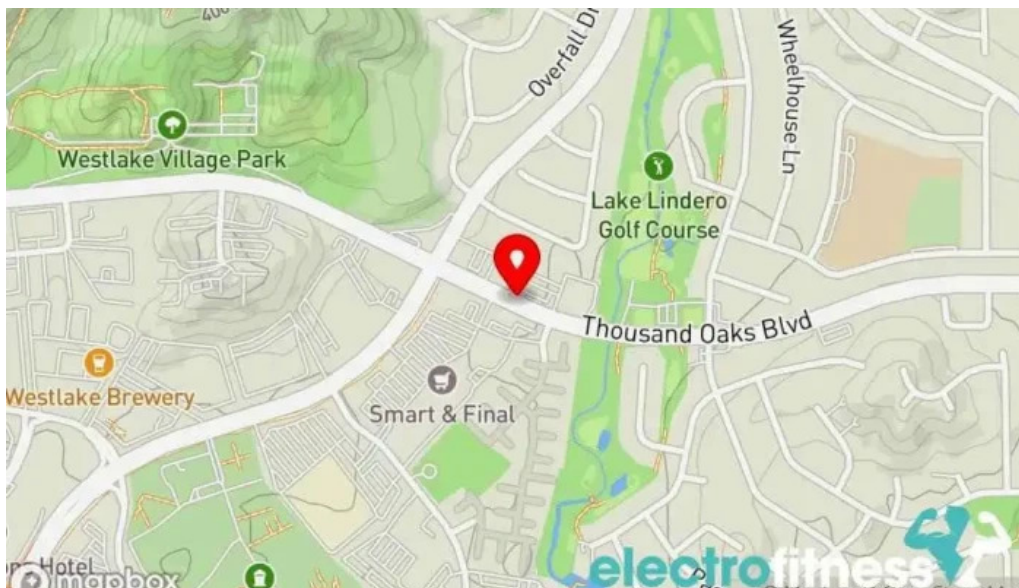 Overfall Dr
Wheelhouse Ln
Westlake Village Park
Lake Lindero
Golf Course
Thousand Oaks Blvd
Westlake Brewery
Smart & Final
Hotel
mapbox
electrofitness